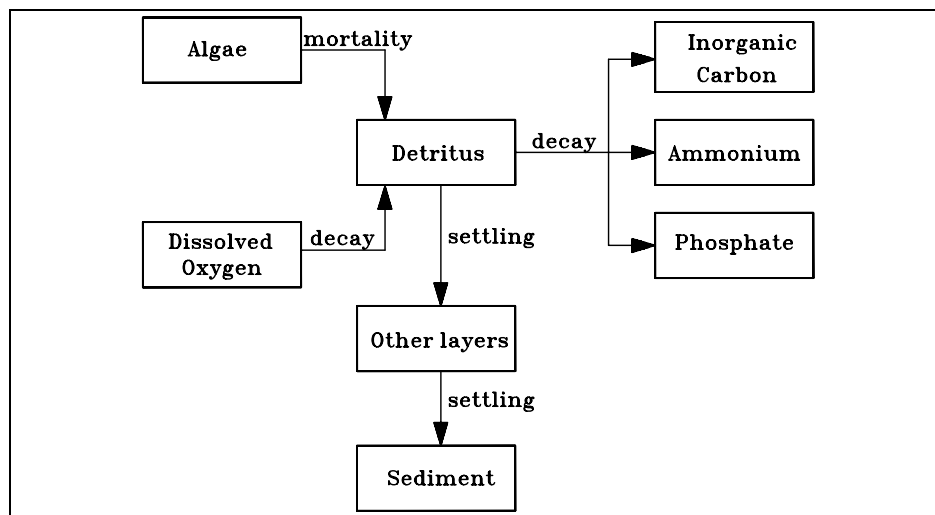 Algae
mortality
Inorganic
Carbon
Detritus
decay
Ammonium
Dissolved
Oxygen
decay
settling
Phosphate
Other layers
settling
Sediment